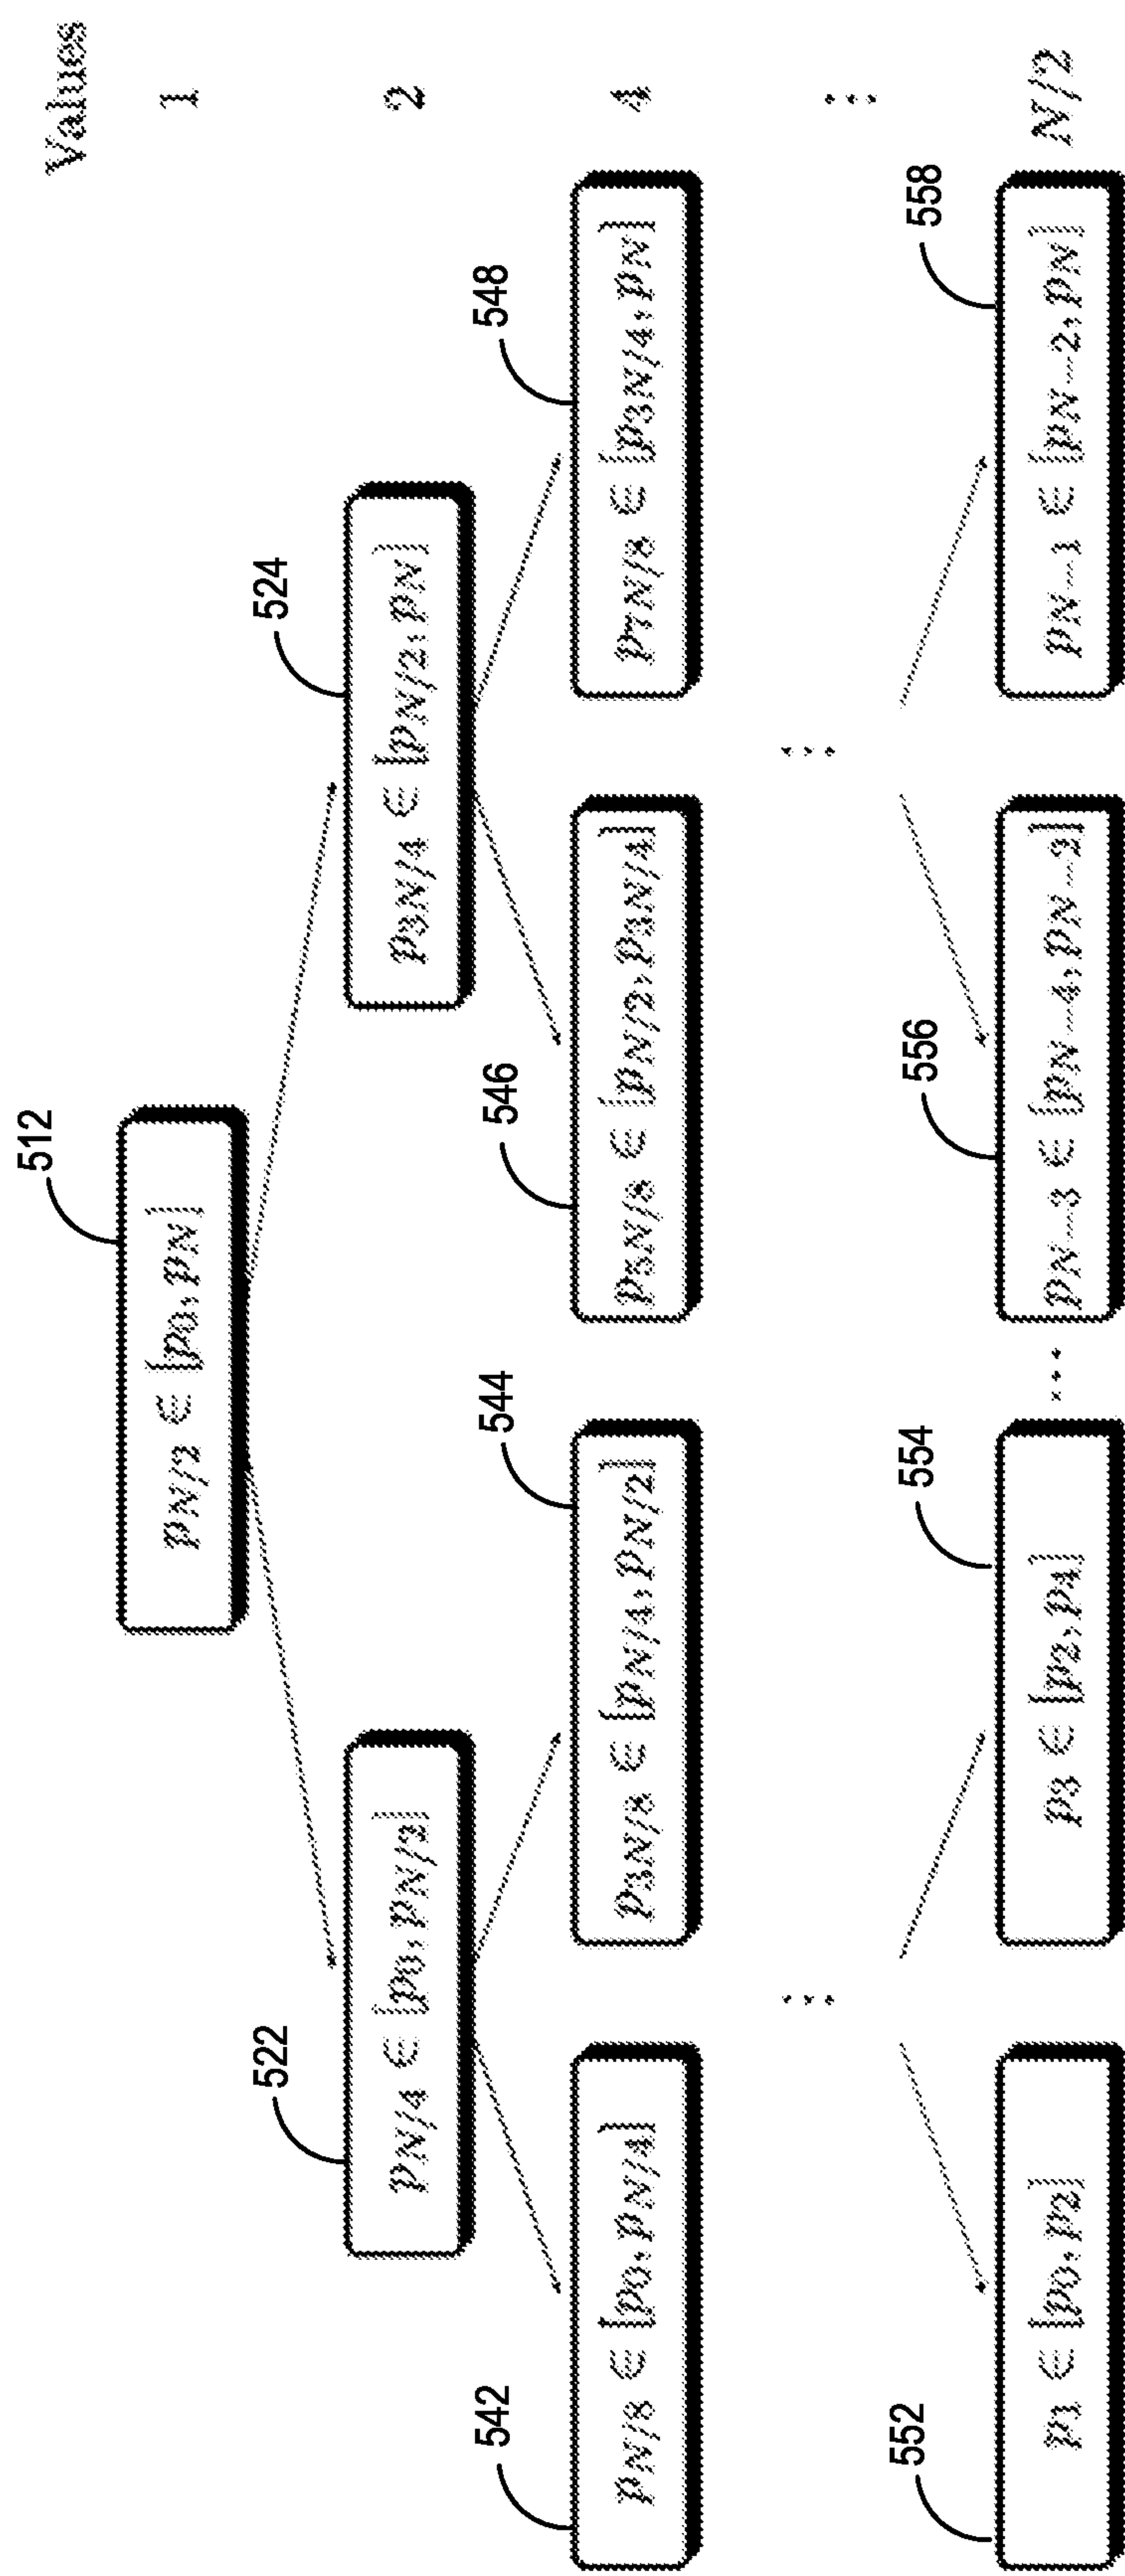 Values
512
p_{N/2} ∈ [p_0, p_N] 1
522 524
p_{N/4} ∈ [p_0, p_{N/2}] p_{3N/4} ∈ [p_{N/2}, p_N] 2
542 544 546 548
p_{N/8} ∈ [p_0, p_{N/4}] p_{3N/8} ∈ [p_{N/4}, p_{N/2}] p_{5N/8} ∈ [p_{N/2}, p_{3N/4}] p_{7N/8} ∈ [p_{3N/4}, p_N] 4
⋮ ⋮ ⋮
552 554 556 558
p_1 ∈ [p_0, p_2] p_3 ∈ [p_2, p_4] ... p_{N-3} ∈ [p_{N-4}, p_{N-2}] p_{N-1} ∈ [p_{N-2}, p_N] N/2